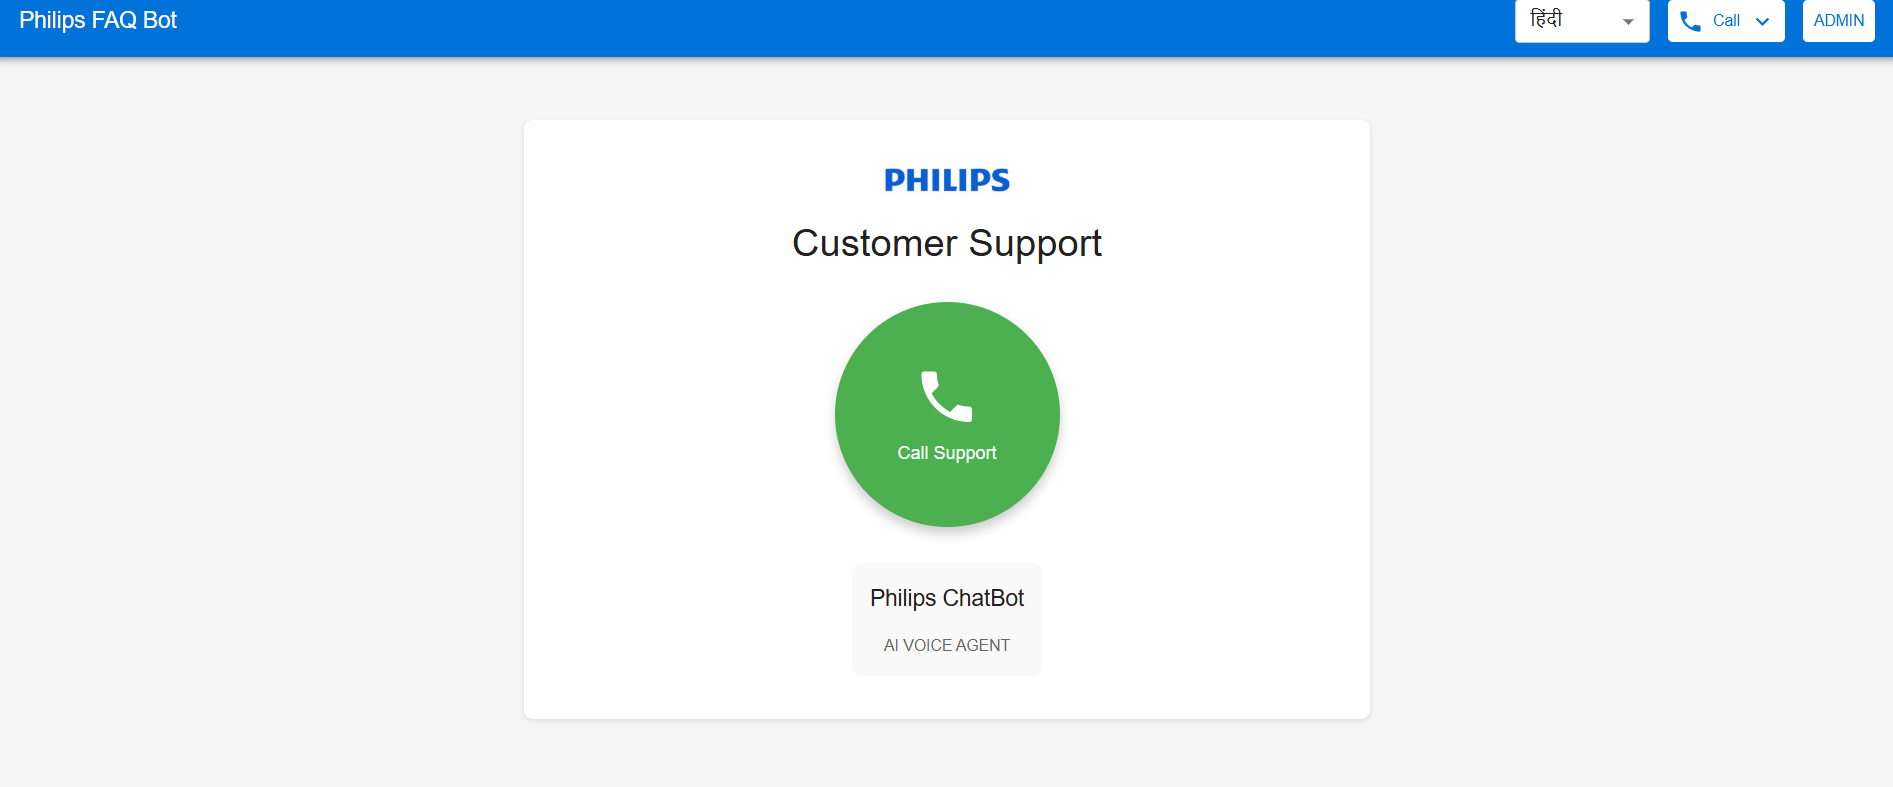 Philips FAQ Bot
हिंदी
Call
ADMIN
PHILIPS
Customer Support
Call Support
Philips ChatBot
AI VOICE AGENT